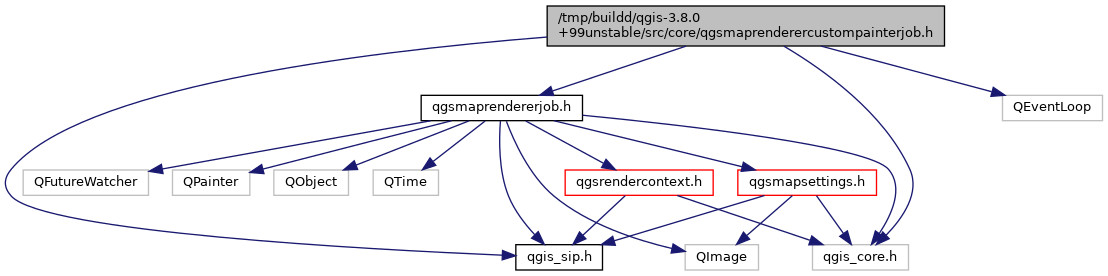 /tmp/buildd/qgis-3.8.0
+99unstable/src/core/qgsmaprenderercustompainterjob.h
qgsmaprendererjob.h
QEventLoop
QFutureWatcher
QPainter
QObject
QTime
qgsrendercontext.h
qgsmapsettings.h
qgis_sip.h
QImage
qgis_core.h